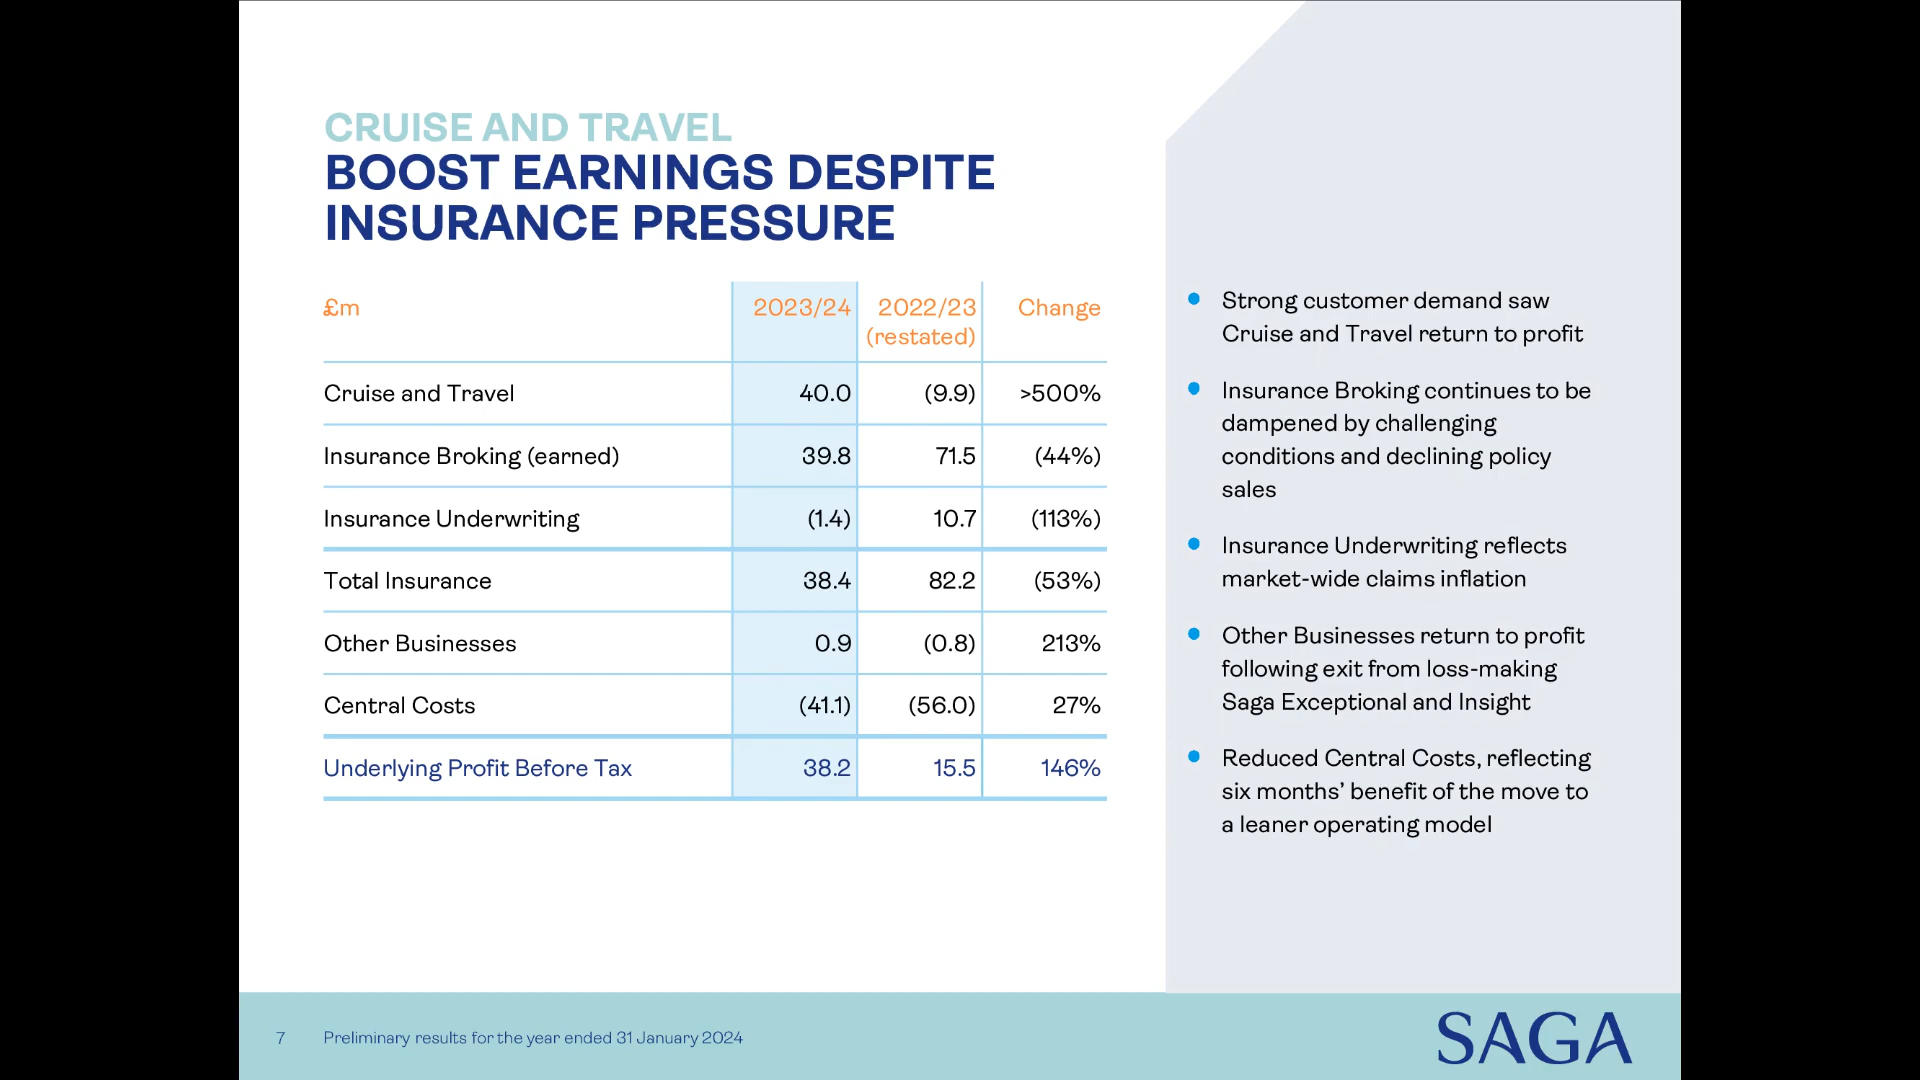 CRUISE AND TRAVEL
BOOST EARNINGS DESPITE
INSURANCE PRESSURE
£m 2023/24 2022/23 Change
(restated)
Cruise and Travel 40.0 (9.9) >500%
Insurance Broking (earned) 39.8 71.5 (44%)
Insurance Underwriting (1.4) 10.7 (113%)
Total Insurance 38.4 82.2 (53%)
Other Businesses 0.9 (0.8) 213%
Central Costs (41.1) (56.0) 27%
Underlying Profit Before Tax 38.2 15.5 146%
• Strong customer demand saw
Cruise and Travel return to profit
• Insurance Broking continues to be
dampened by challenging
conditions and declining policy
sales
• Insurance Underwriting reflects
market-wide claims inflation
• Other Businesses return to profit
following exit from loss-making
Saga Exceptional and Insight
• Reduced Central Costs, reflecting
six months’ benefit of the move to
a leaner operating model
7 Preliminary results for the year ended 31 January 2024
SAGA